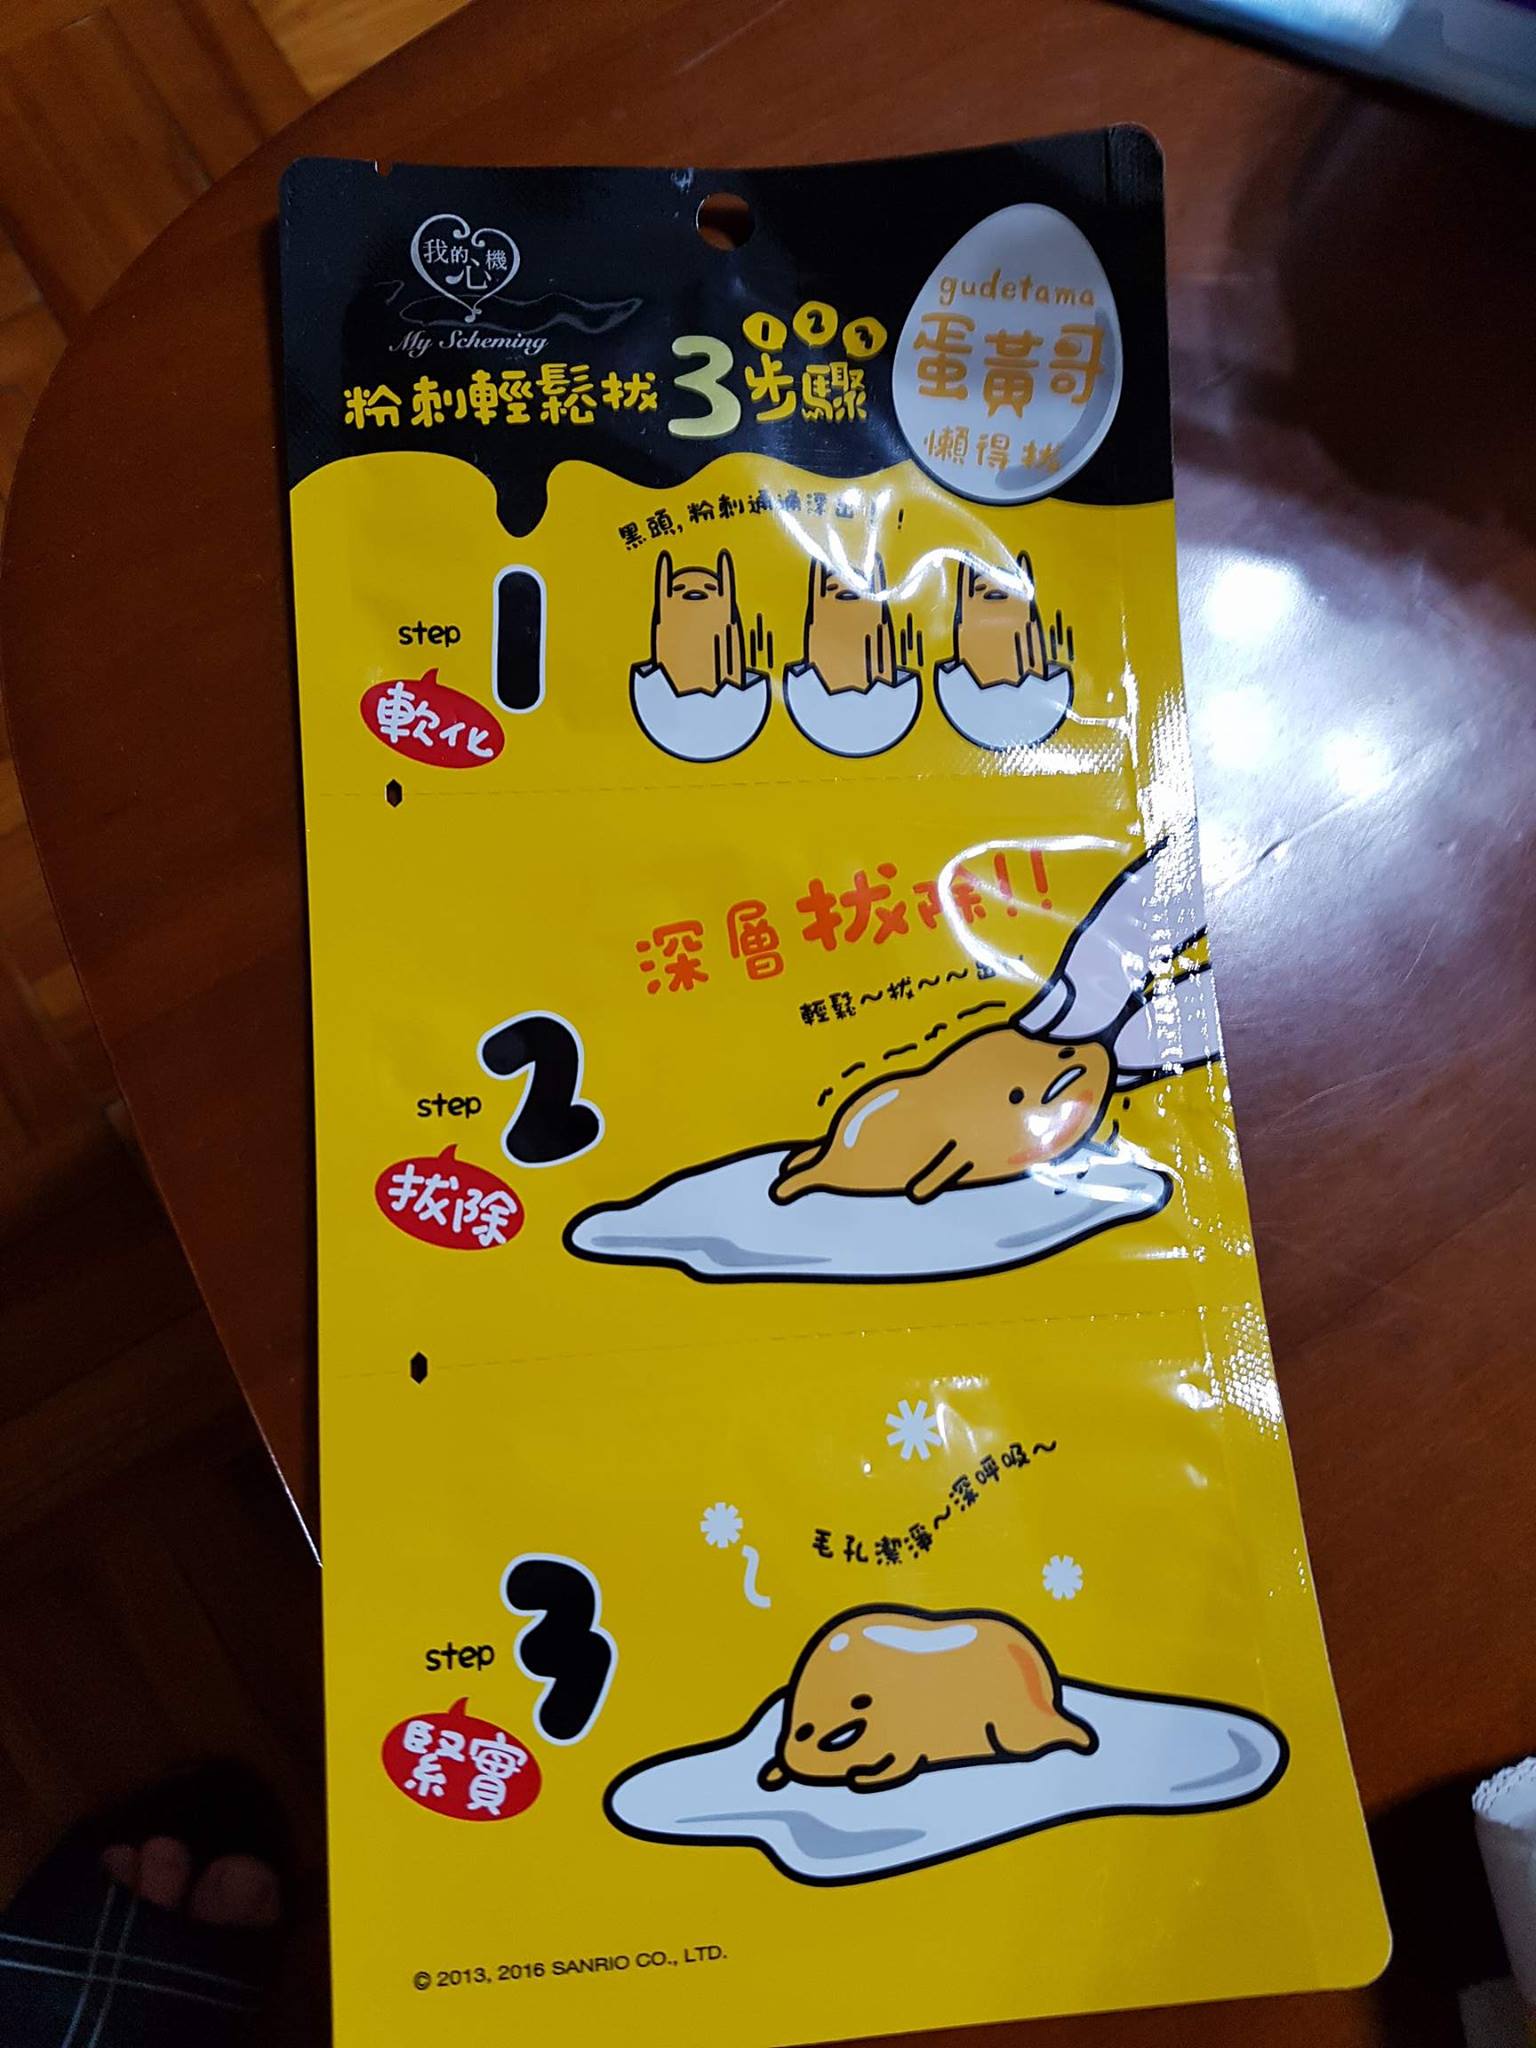 我的心機
My Scheming
粉刺輕鬆拔3步驟
1 2 3
gudetama
蛋黃哥
懶得拔
黑頭,粉刺通通浮出!!
step 1
軟化
深層拔除!!
輕鬆～拔～～出
step 2
拔除
毛孔潔淨～深呼吸～
step 3
緊實
© 2013, 2016 SANRIO CO., LTD.